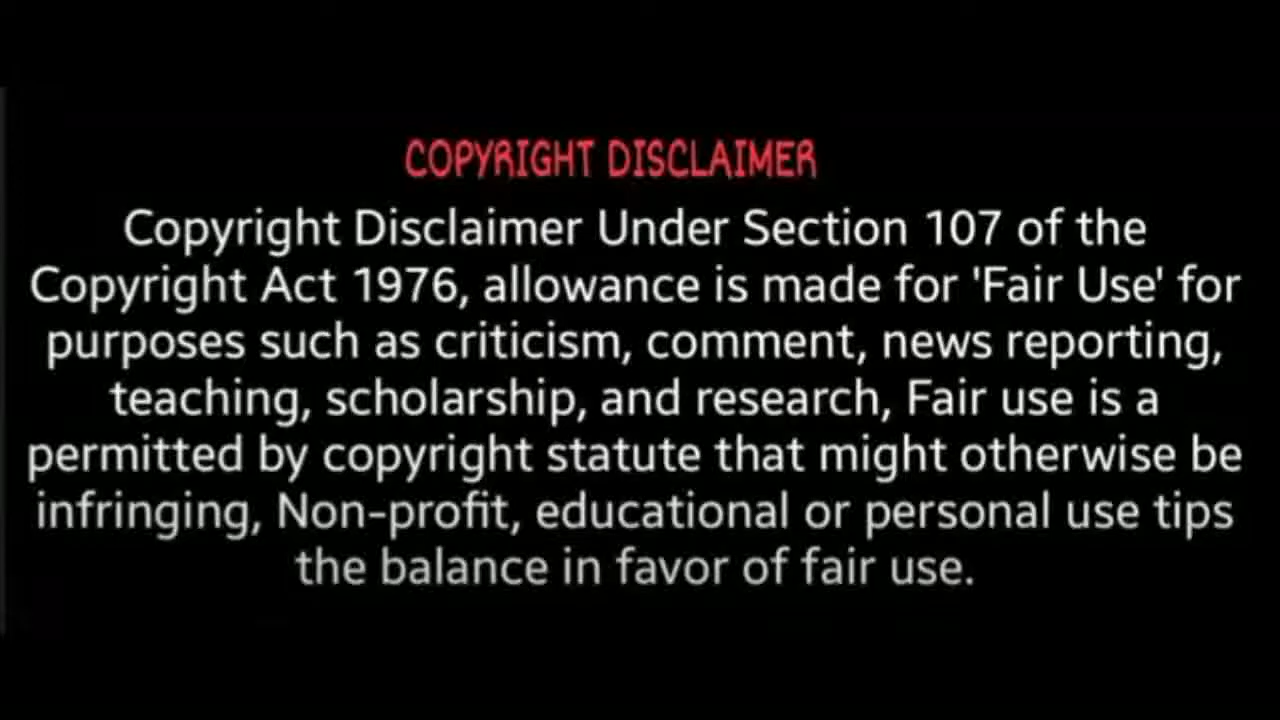 COPYRIGHT DISCLAIMER
Copyright Disclaimer Under Section 107 of the
Copyright Act 1976, allowance is made for 'Fair Use' for
purposes such as criticism, comment, news reporting,
teaching, scholarship, and research, Fair use is a
permitted by copyright statute that might otherwise be
infringing, Non-profit, educational or personal use tips
the balance in favor of fair use.